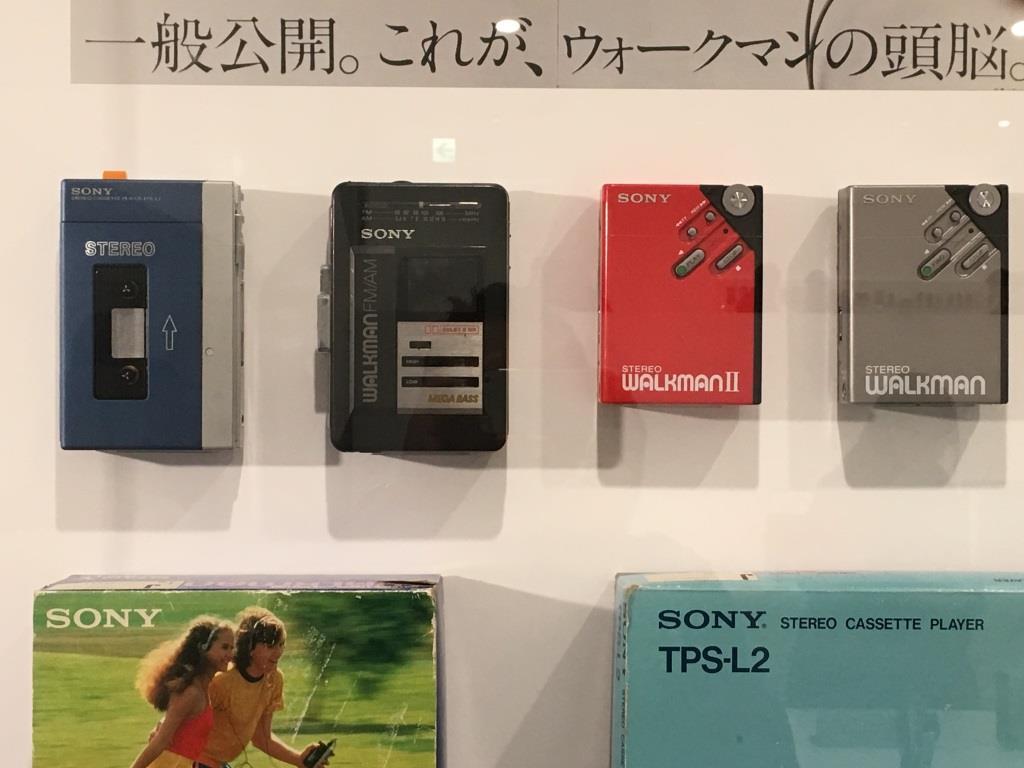 一般公開。これが、ウォークマンの頭脳。
SONY
STEREO
SONY
WALKMAN FM/AM
MEGA BASS
SONY
STEREO
WALKMAN II
SONY
STEREO
WALKMAN
SONY
SONY STEREO CASSETTE PLAYER
TPS-L2